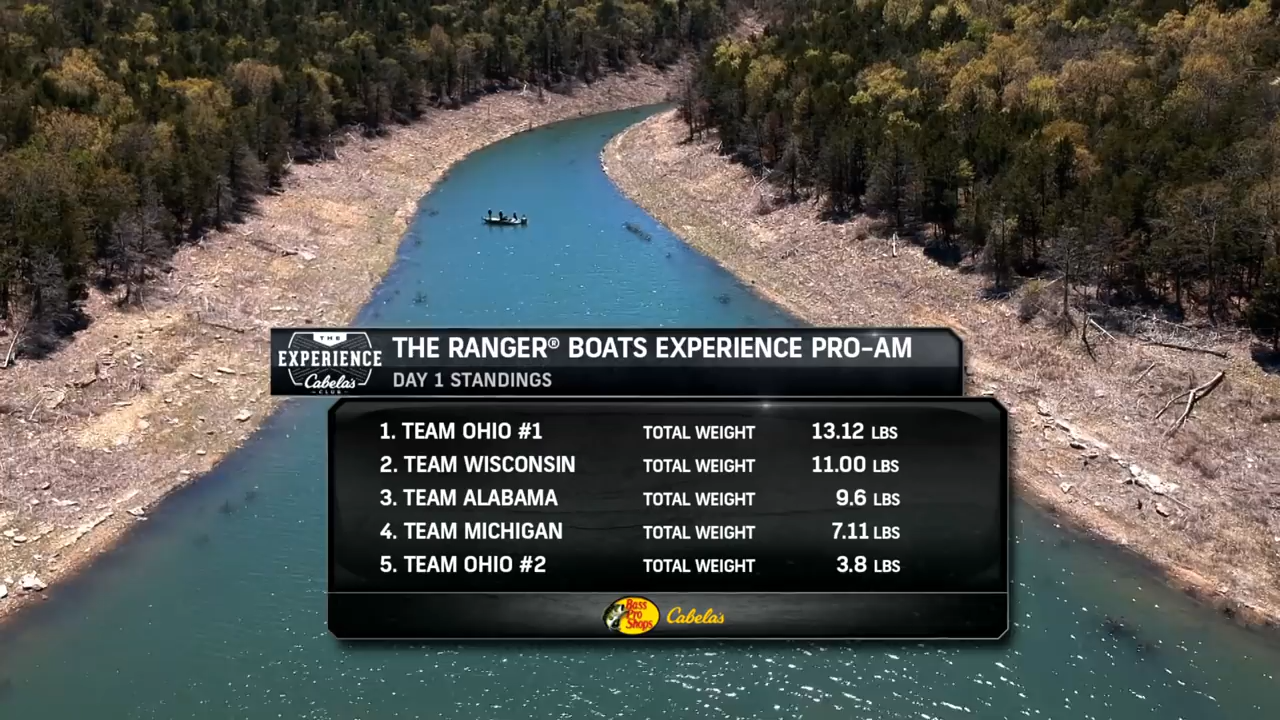 THE
EXPERIENCE
Cabela's
CLUB
THE RANGER® BOATS EXPERIENCE PRO-AM
DAY 1 STANDINGS
1. TEAM OHIO #1 TOTAL WEIGHT 13.12 LBS
2. TEAM WISCONSIN TOTAL WEIGHT 11.00 LBS
3. TEAM ALABAMA TOTAL WEIGHT 9.6 LBS
4. TEAM MICHIGAN TOTAL WEIGHT 7.11 LBS
5. TEAM OHIO #2 TOTAL WEIGHT 3.8 LBS
Bass
Pro
Shops
Cabela's